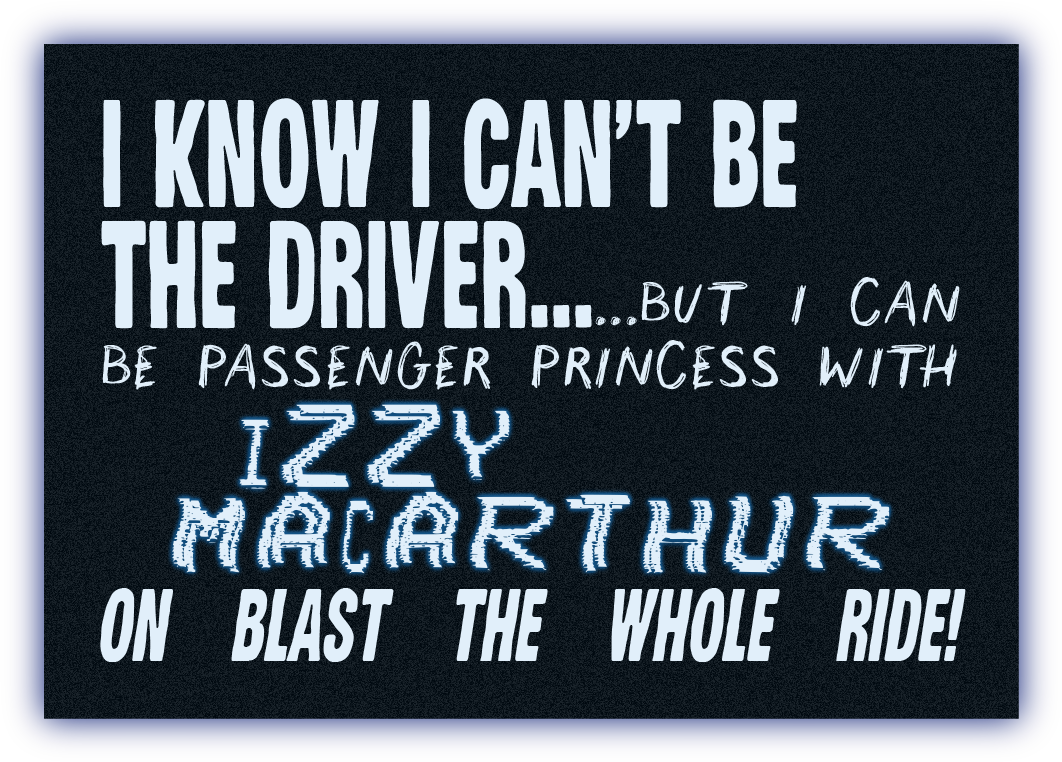 I KNOW I CAN'T BE
THE DRIVER......BUT I CAN
BE PASSENGER PRINCESS WITH
IZZY
MACARTHUR
ON BLAST THE WHOLE RIDE!